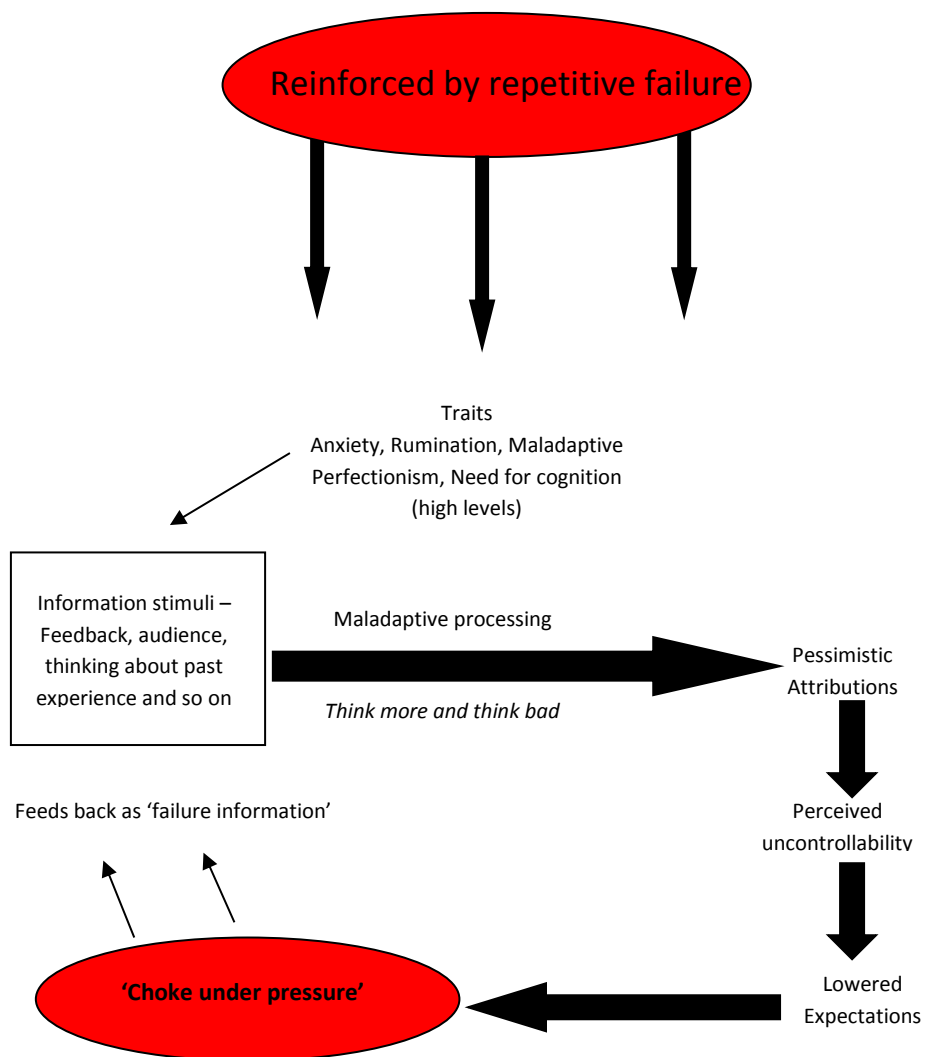 Reinforced by repetitive failure
Traits
Anxiety, Rumination, Maladaptive
Perfectionism, Need for cognition
(high levels)
Information stimuli –
Feedback, audience,
thinking about past
experience and so on
Maladaptive processing
Think more and think bad
Pessimistic
Attributions
Perceived
uncontrollability
Lowered
Expectations
‘Choke under pressure’
Feeds back as ‘failure information’